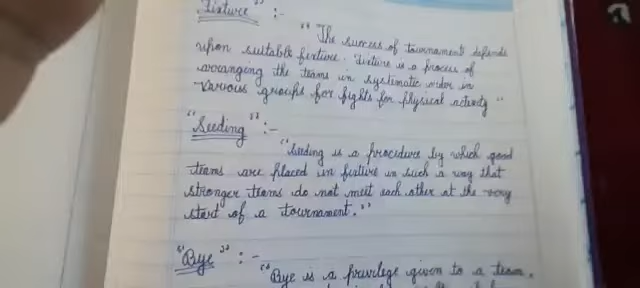 "Fixture" :-
"The success of tournament depends
upon suitable fixture. Fixture is a process of
arranging the teams in systematic order in
various groups for fights for physical activity"
"Seeding" :-
"Seeding is a procedure by which good
teams are placed in fixture in such a way that
stronger teams do not meet each other at the very
start of a tournament."
"Bye" :-
"Bye is a privilege given to a team.